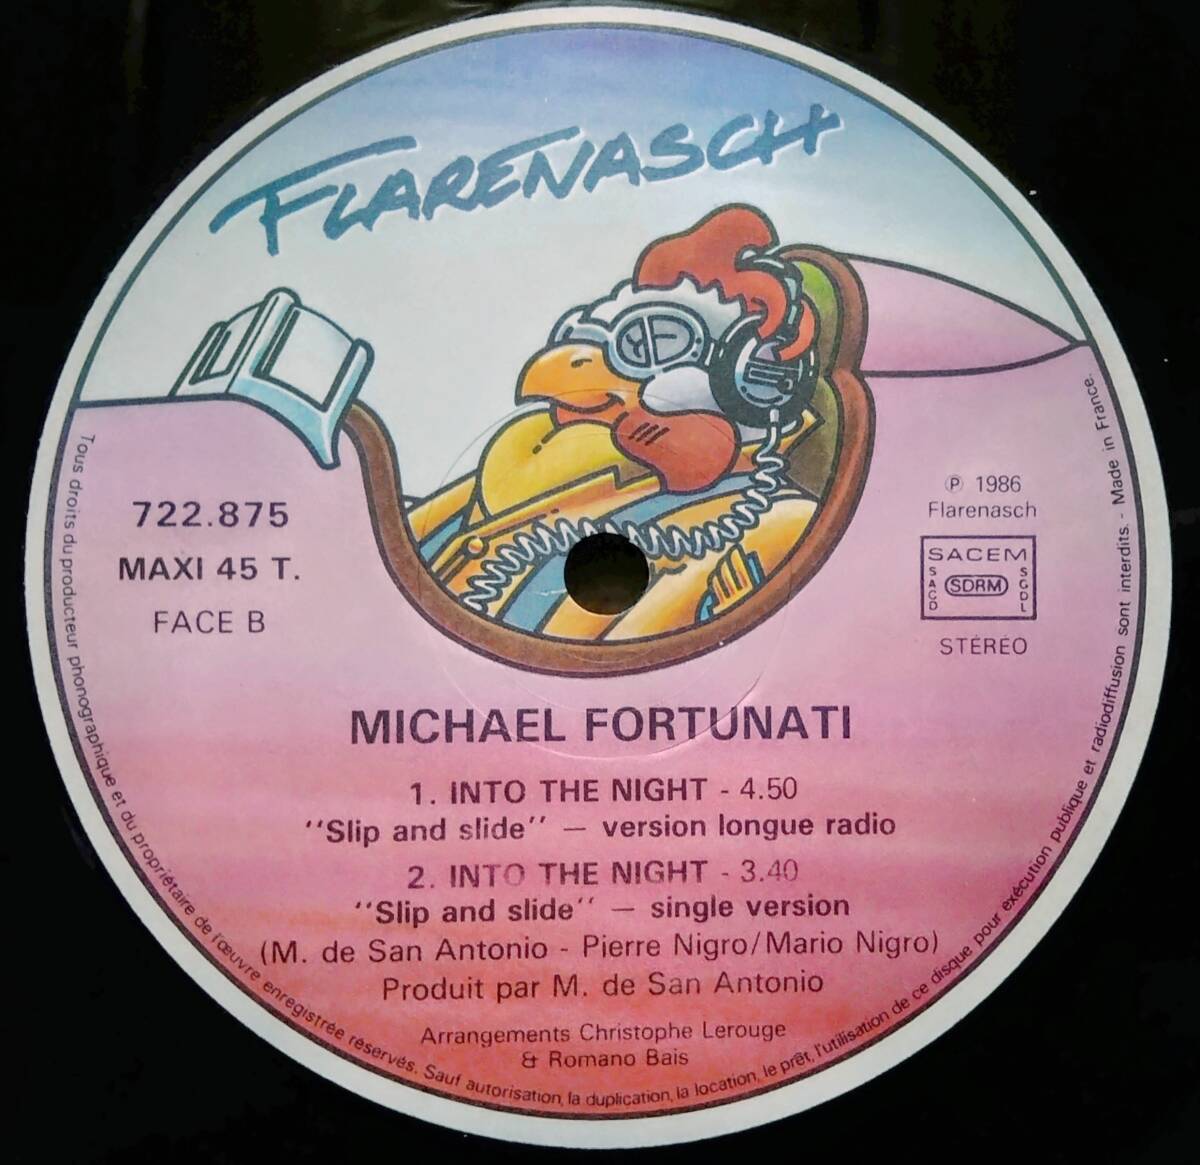 FLARENASCH
722.875
MAXI 45 T.
FACE B
℗ 1986
Flarenasch
SACEM
SACD
SDRM
SGDL
STÉRÉO
MICHAEL FORTUNATI
1. INTO THE NIGHT - 4.50
''Slip and slide'' — version longue radio
2. INTO THE NIGHT - 3.40
''Slip and slide'' — single version
(M. de San Antonio - Pierre Nigro/Mario Nigro)
Produit par M. de San Antonio
Arrangements Christophe Lerouge
& Romano Bais
Tous droits du producteur phonographique et du propriétaire de l'œuvre enregistrée réservés. Sauf autorisation, la duplication, la location, le prêt, l'utilisation de ce disque pour exécution publique et radiodiffusion sont interdits. - Made in France.